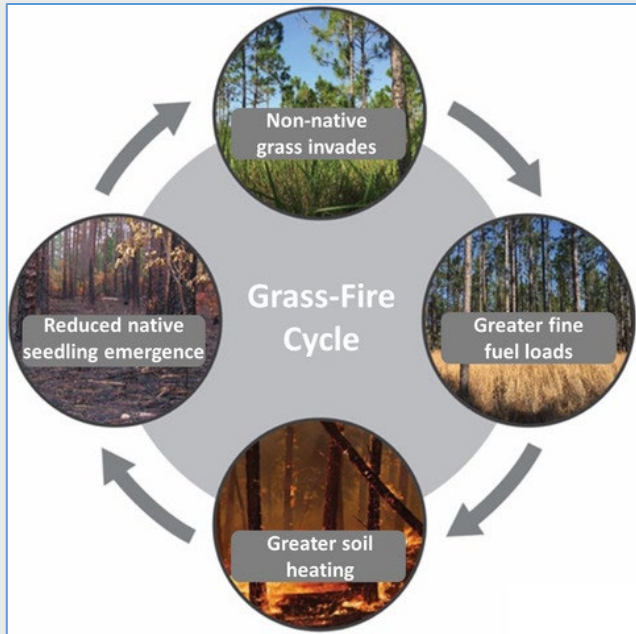 Non-native
grass invades
Grass-Fire
Cycle
Greater fine
fuel loads
Reduced native
seedling emergence
Greater soil
heating